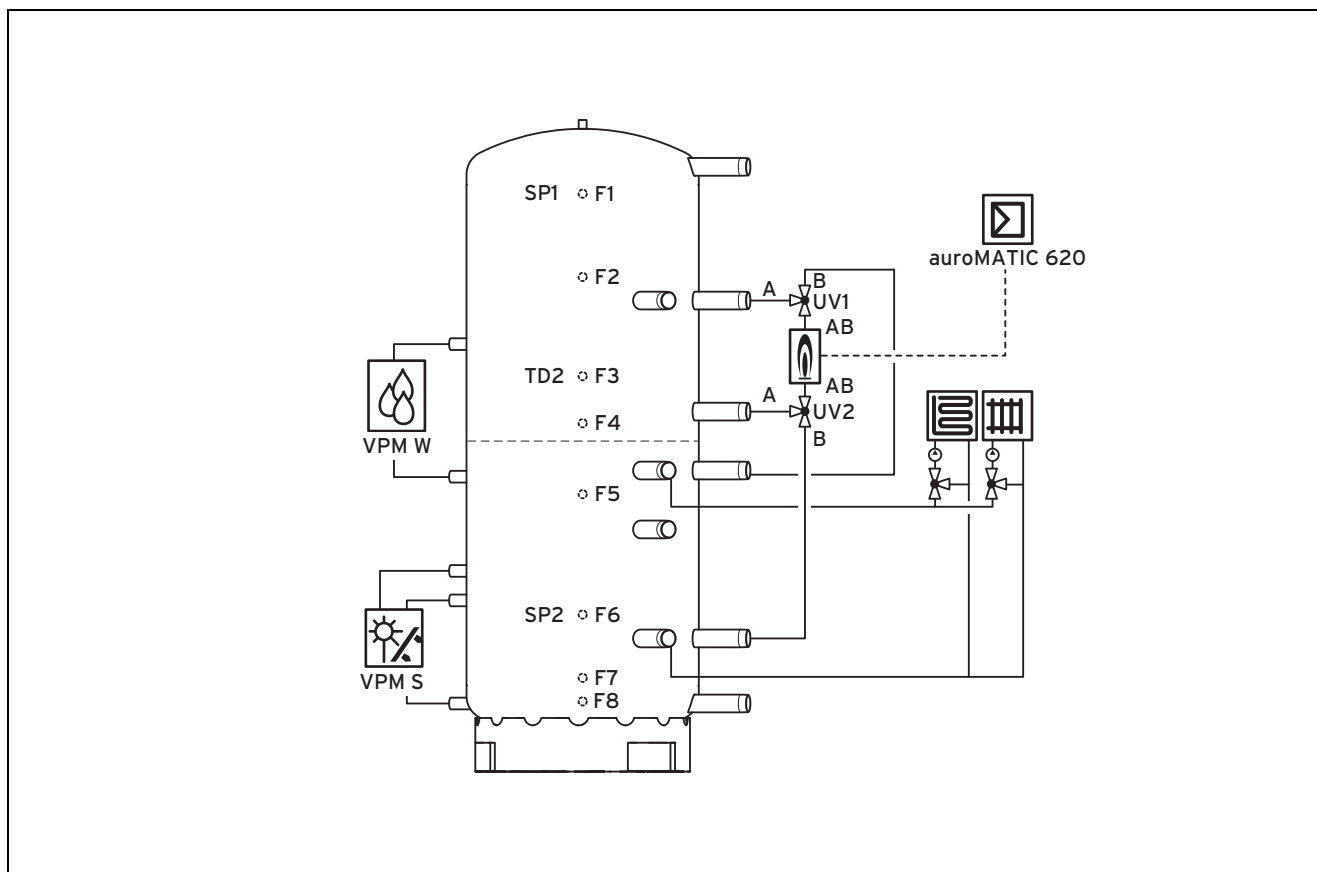 SP1 F1
auroMATIC 620
F2
A
B
UV1
AB
TD2 F3
AB
A
UV2
F4
B
VPM W
F5
SP2 F6
VPM S
F7
F8